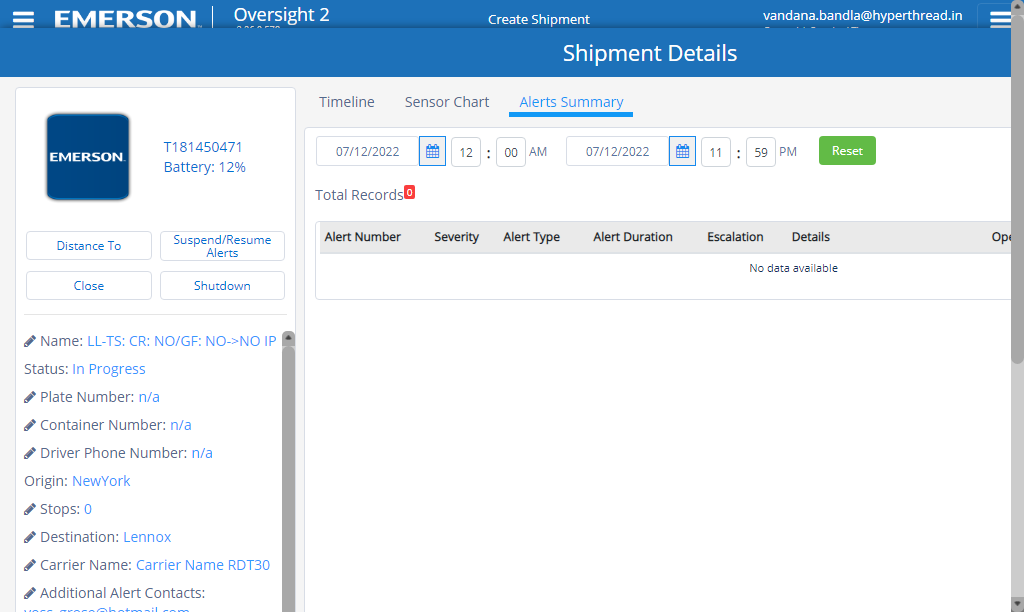 EMERSON
Oversight 2
Create Shipment
vandana.bandla@hyperthread.in
Shipment Details
EMERSON
T181450471
Battery: 12%
Distance To
Suspend/Resume
Alerts
Close
Shutdown
Name: LL-TS: CR: NO/GF: NO->NO IP
Status: In Progress
Plate Number: n/a
Container Number: n/a
Driver Phone Number: n/a
Origin: NewYork
Stops: 0
Destination: Lennox
Carrier Name: Carrier Name RDT30
Additional Alert Contacts:
Timeline
Sensor Chart
Alerts Summary
07/12/2022
12 : 00 AM
07/12/2022
11 : 59 PM
Reset
Total Records 0
Alert Number Severity Alert Type Alert Duration Escalation Details Ope
No data available